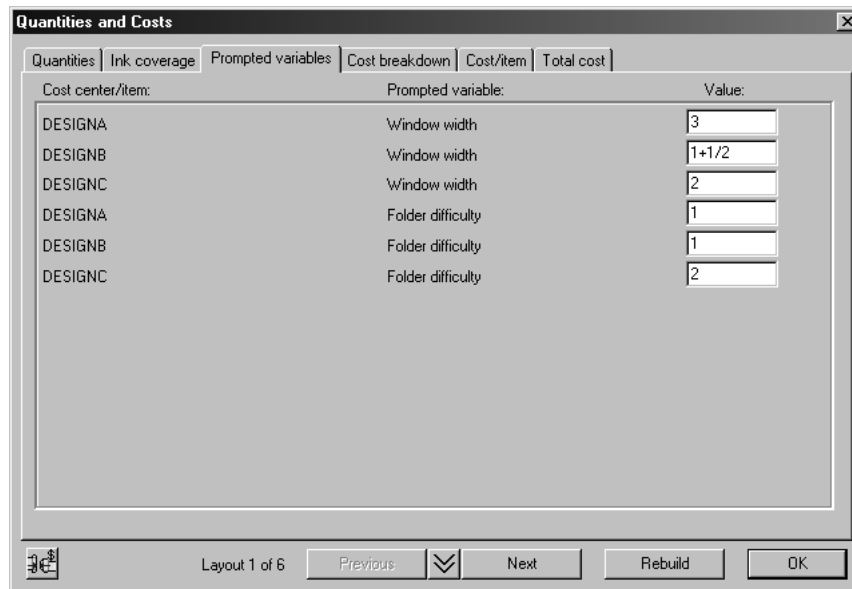 Quantities and Costs
Quantities Ink coverage Prompted variables Cost breakdown Cost/item Total cost
Cost center/item: Prompted variable: Value:
DESIGNA Window width 3
DESIGNB Window width 1+1/2
DESIGNC Window width 2
DESIGNA Folder difficulty 1
DESIGNB Folder difficulty 1
DESIGNC Folder difficulty 2
Layout 1 of 6 Previous Next Rebuild OK